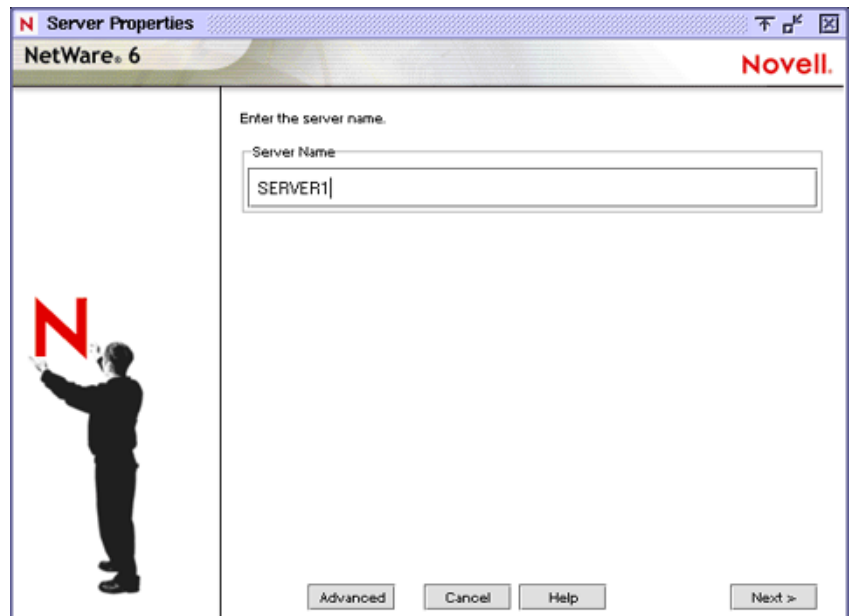 N Server Properties
NetWare® 6
Novell.
Enter the server name.
Server Name
SERVER1
N
Advanced Cancel Help Next >